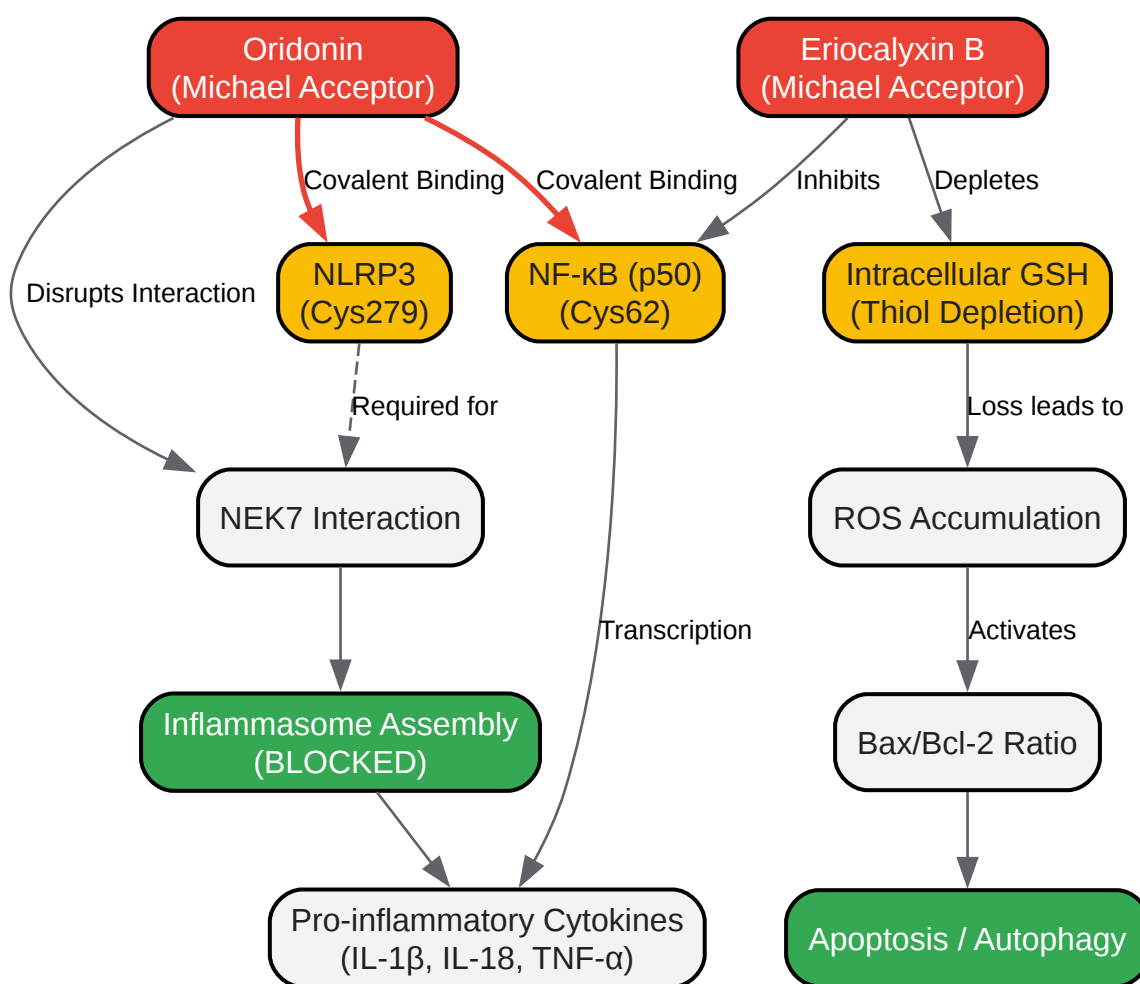 Oridonin
(Michael Acceptor)
Eriocalyxin B
(Michael Acceptor)
Covalent Binding
Covalent Binding
Inhibits
Depletes
Disrupts Interaction
NLRP3
(Cys279)
NF-κB (p50)
(Cys62)
Intracellular GSH
(Thiol Depletion)
Required for
Loss leads to
NEK7 Interaction
ROS Accumulation
Transcription
Activates
Inflammasome Assembly
(BLOCKED)
Bax/Bcl-2 Ratio
Pro-inflammatory Cytokines
(IL-1β, IL-18, TNF-α)
Apoptosis / Autophagy